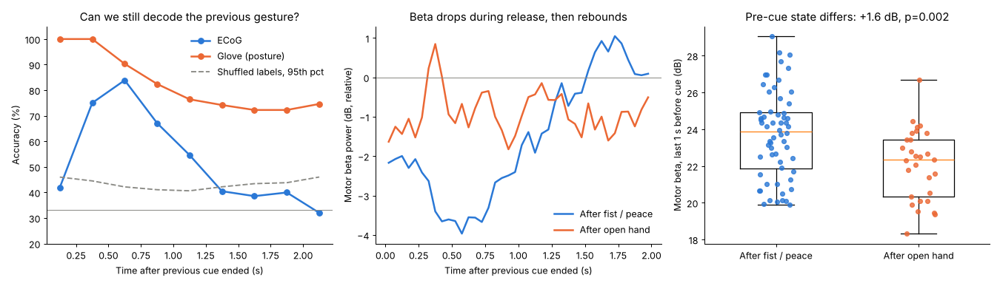 Can we still decode the previous gesture?
Accuracy (%)
100
90
80
70
60
50
40
30
20
ECoG
Glove (posture)
Shuffled labels, 95th pct
0.25 0.50 0.75 1.00 1.25 1.50 1.75 2.00
Time after previous cue ended (s)
Beta drops during release, then rebounds
Motor beta power (dB, relative)
1
0
−1
−2
−3
−4
After fist / peace
After open hand
0.00 0.25 0.50 0.75 1.00 1.25 1.50 1.75 2.00
Time after previous cue ended (s)
Pre-cue state differs: +1.6 dB, p=0.002
Motor beta, last 1 s before cue (dB)
28
26
24
22
20
18
After fist / peace After open hand